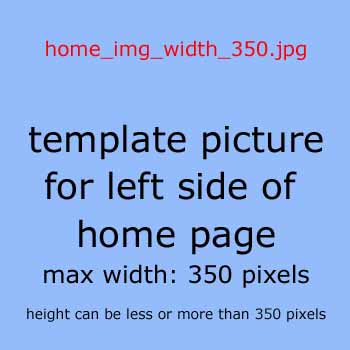 home_img_width_350.jpg
template picture
for left side of
home page
max width: 350 pixels
height can be less or more than 350 pixels